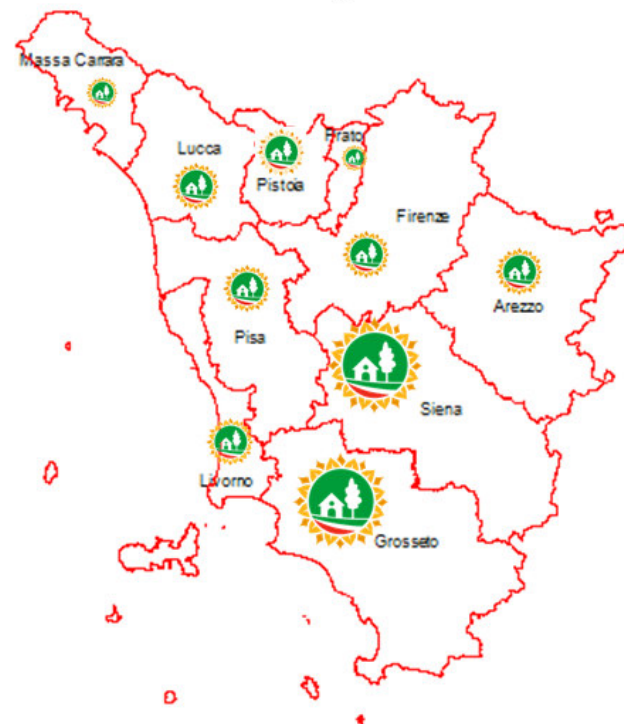 Massa Carrara
Prato
Lucca
Pistoia
Firenze
Arezzo
Pisa
Siena
Livorno
Grosseto